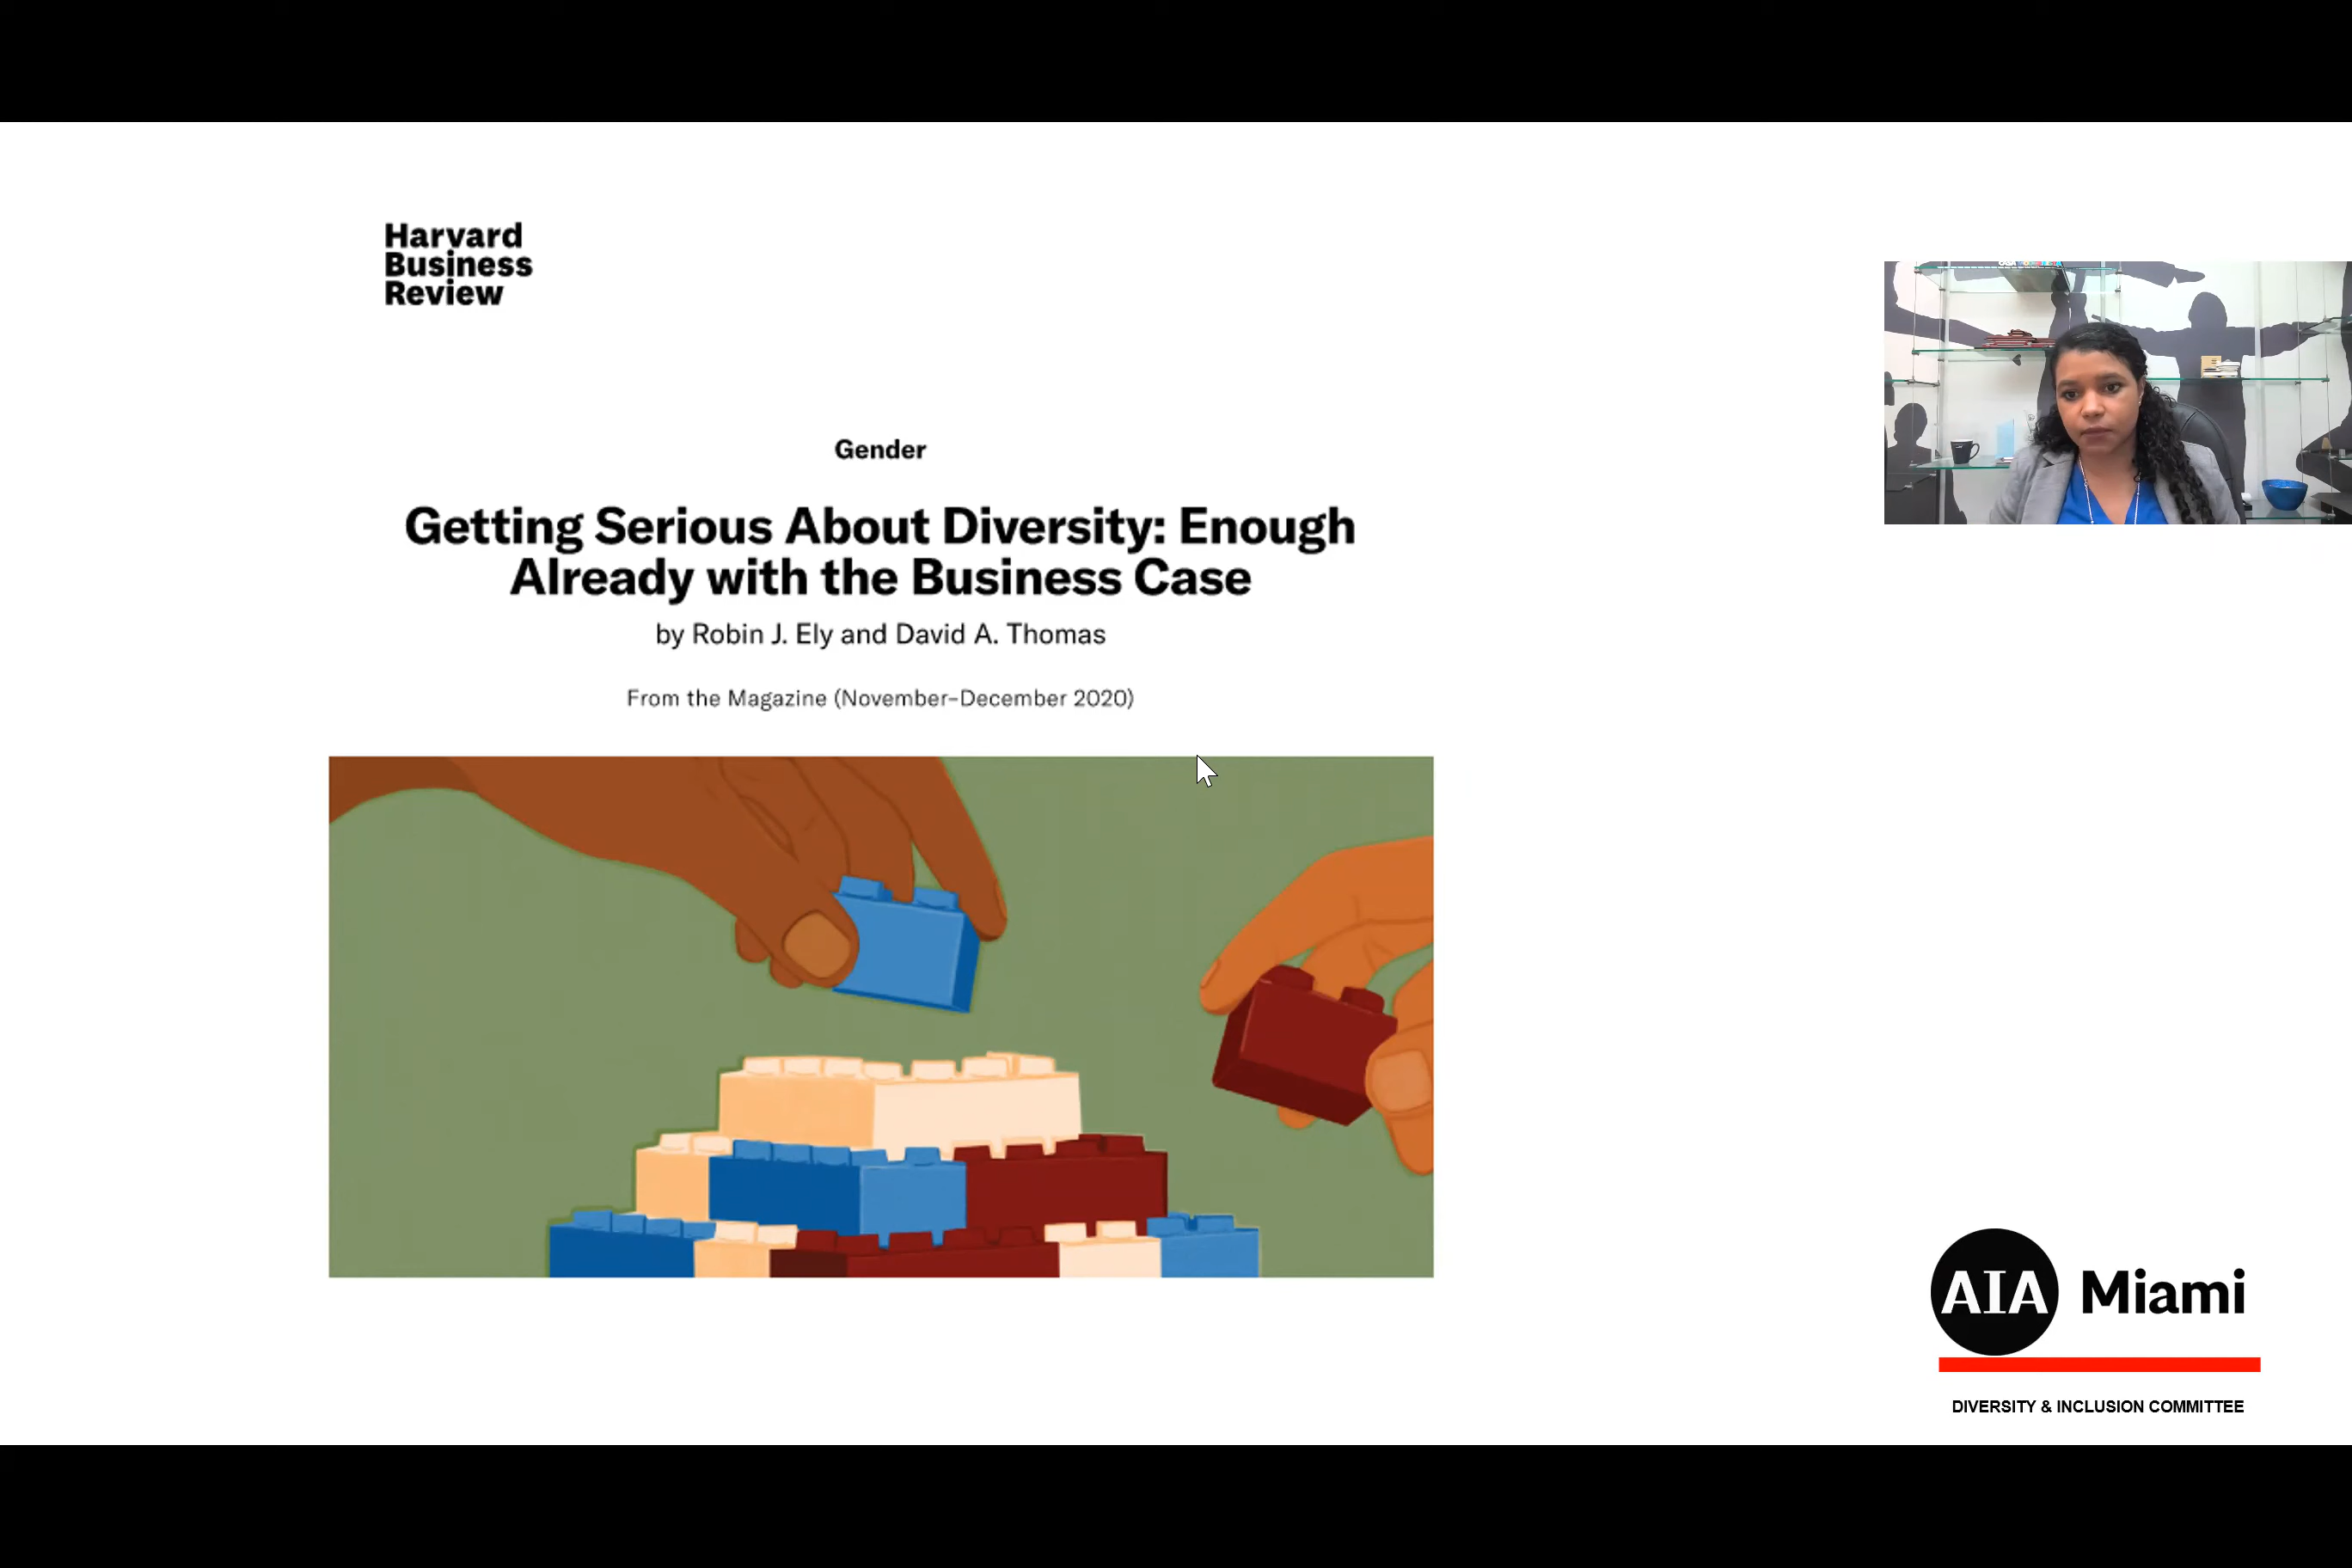 Harvard
Business
Review
Gender
Getting Serious About Diversity: Enough
Already with the Business Case
by Robin J. Ely and David A. Thomas
From the Magazine (November–December 2020)
AIA Miami
DIVERSITY & INCLUSION COMMITTEE